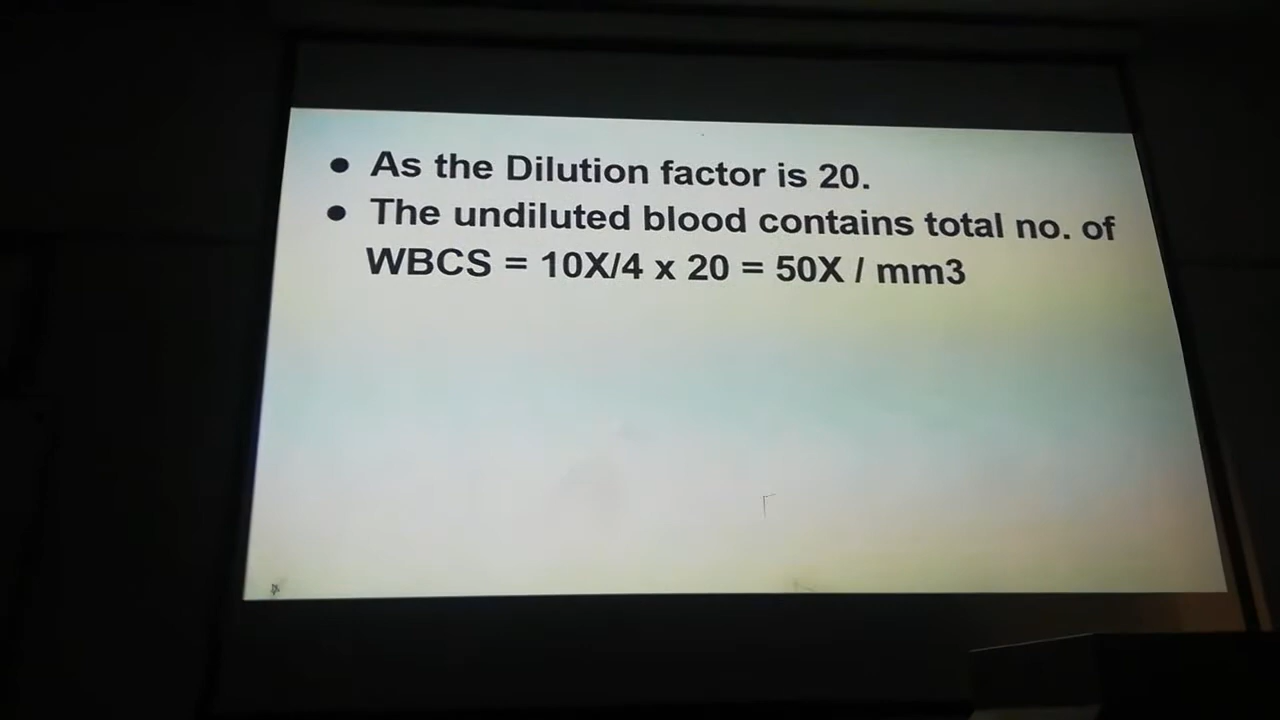 ● As the Dilution factor is 20.
● The undiluted blood contains total no. of
WBCS = 10X/4 x 20 = 50X / mm3